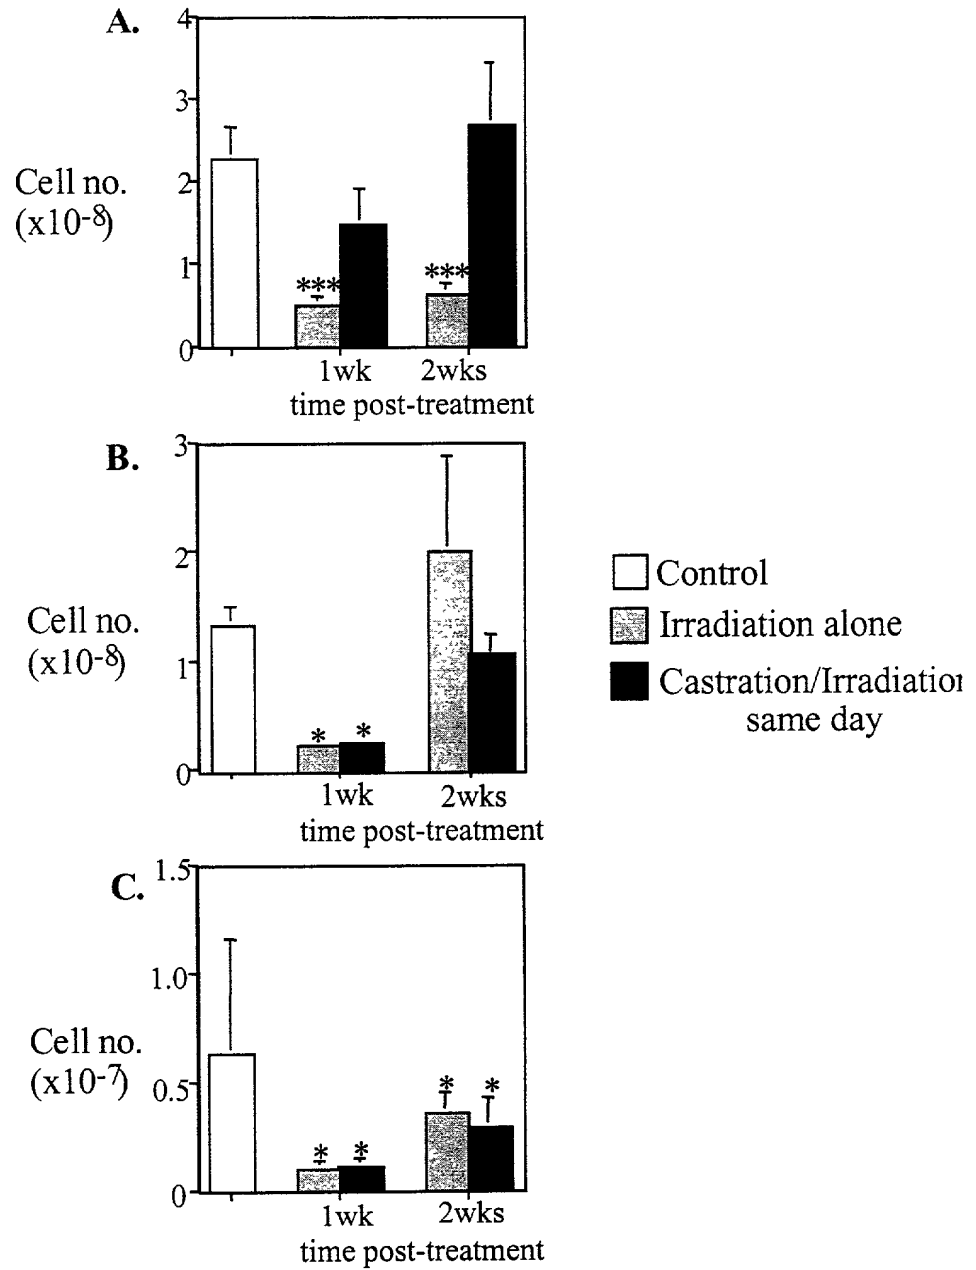 A.
4
3
2
1
0
Cell no.
(x10-8)
***
***
1wk 2wks
time post-treatment
B.
3
2
1
0
Cell no.
(x10-8)
* *
1wk 2wks
time post-treatment
Control
Irradiation alone
Castration/Irradiation
same day
C.
1.5
1.0
0.5
0
Cell no.
(x10-7)
* *
* *
1wk 2wks
time post-treatment